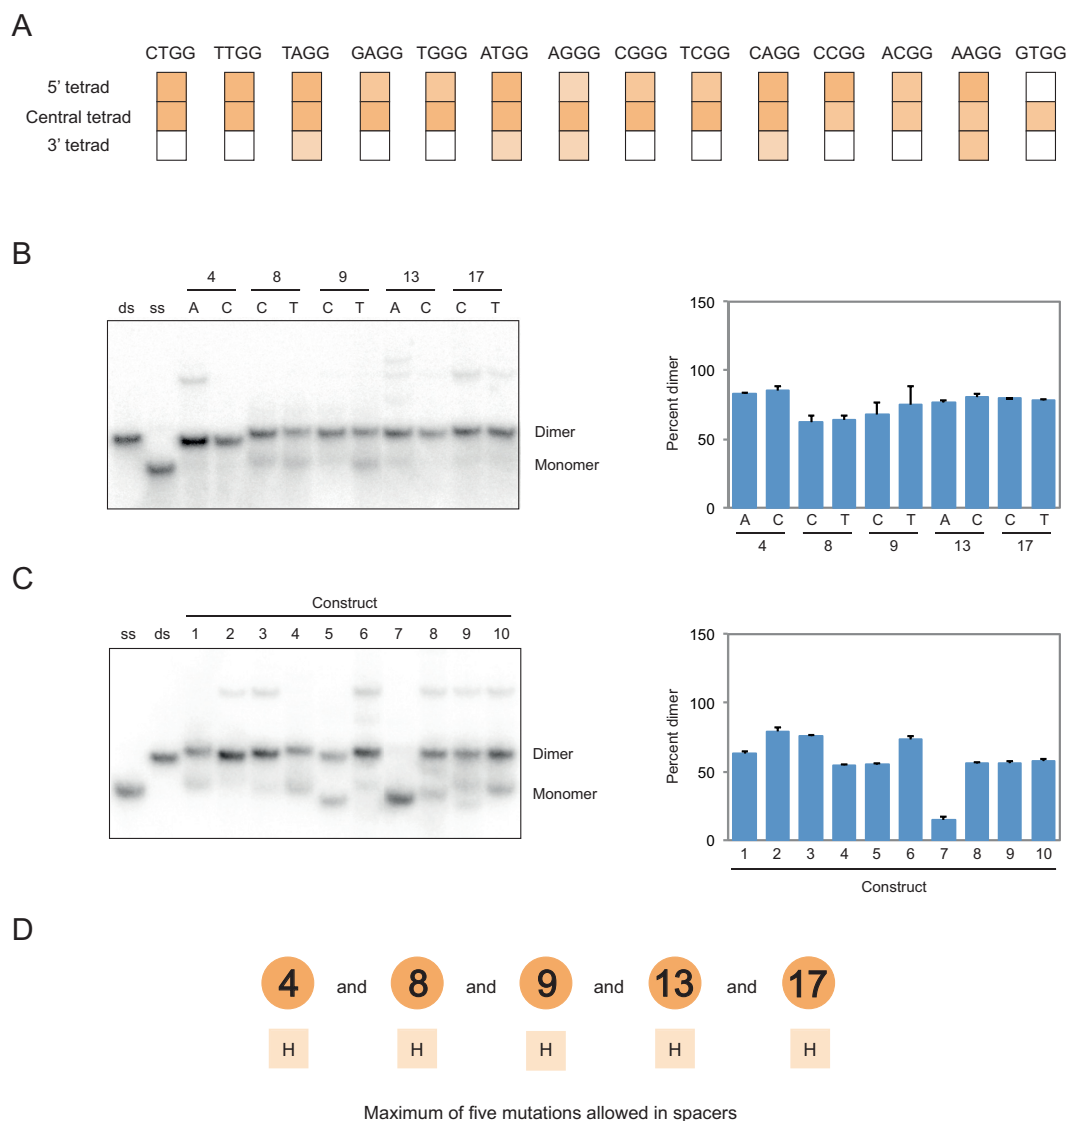 A
CTGG TTGG TAGG GAGG TGGG ATGG AGGG CGGG TCGG CAGG CCGG ACGG AAGG GTGG
5' tetrad
Central tetrad
3' tetrad
B
4 8 9 13 17
ds ss A C C T C T A C C T
Dimer
Monomer
150
100
50
0
Percent dimer
A C C T C T A C C T
4 8 9 13 17
C
Construct
ss ds 1 2 3 4 5 6 7 8 9 10
Dimer
Monomer
150
100
50
0
Percent dimer
1 2 3 4 5 6 7 8 9 10
Construct
D
4 and 8 and 9 and 13 and 17
H H H H H
Maximum of five mutations allowed in spacers